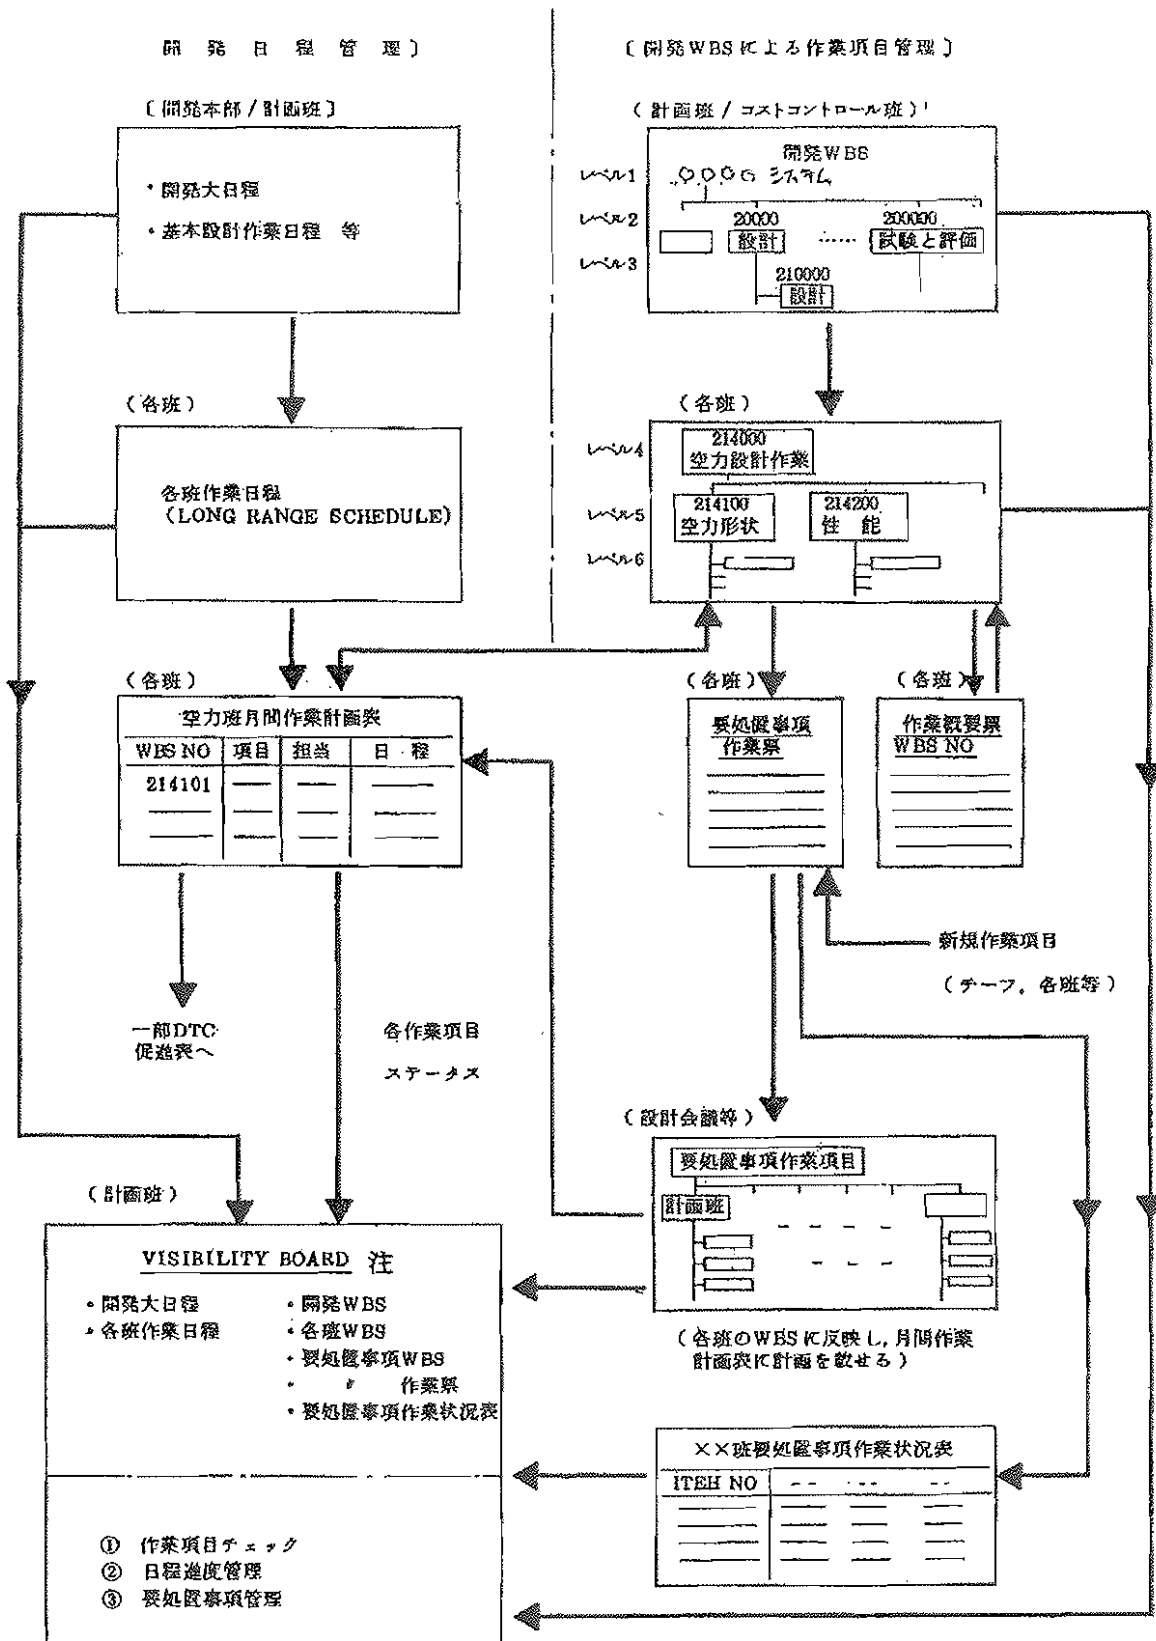 開発日程管理〕
〔開発WBSによる作業項目管理〕
〔開発本部/計画班〕
・開発大日程
・基本設計作業日程 等
(計画班/コストコントロール班)
開発WBS
レベル1 〇〇〇〇 システム
レベル2 20000 200000
設計 …… 試験と評価
レベル3 210000
設計
(各班)
各班作業日程
(LONG RANGE SCHEDULE)
(各班)
レベル4 214000
空力設計作業
レベル5 214100 214200
空力形状 性 能
レベル6
(各班)
空力班月間作業計画表
WBS NO 項目 担当 日 程
214101
(各班)
要処置事項
作業票
(各班)
作業概要票
WBS NO
新規作業項目
(チーフ,各班等)
一部DTC
促進表へ
各作業項目
ステータス
(設計会議等)
要処置事項作業項目
計画班
(各班のWBSに反映し,月間作業
計画表に計画を載せる)
(計画班)
VISIBILITY BOARD 注
・開発大日程
・各班作業日程
・開発WBS
・各班WBS
・要処置事項WBS
・ 〃 作業票
・要処置事項作業状況表
××班要処置事項作業状況表
ITEH NO
① 作業項目チェック
② 日程進度管理
③ 要処置事項管理